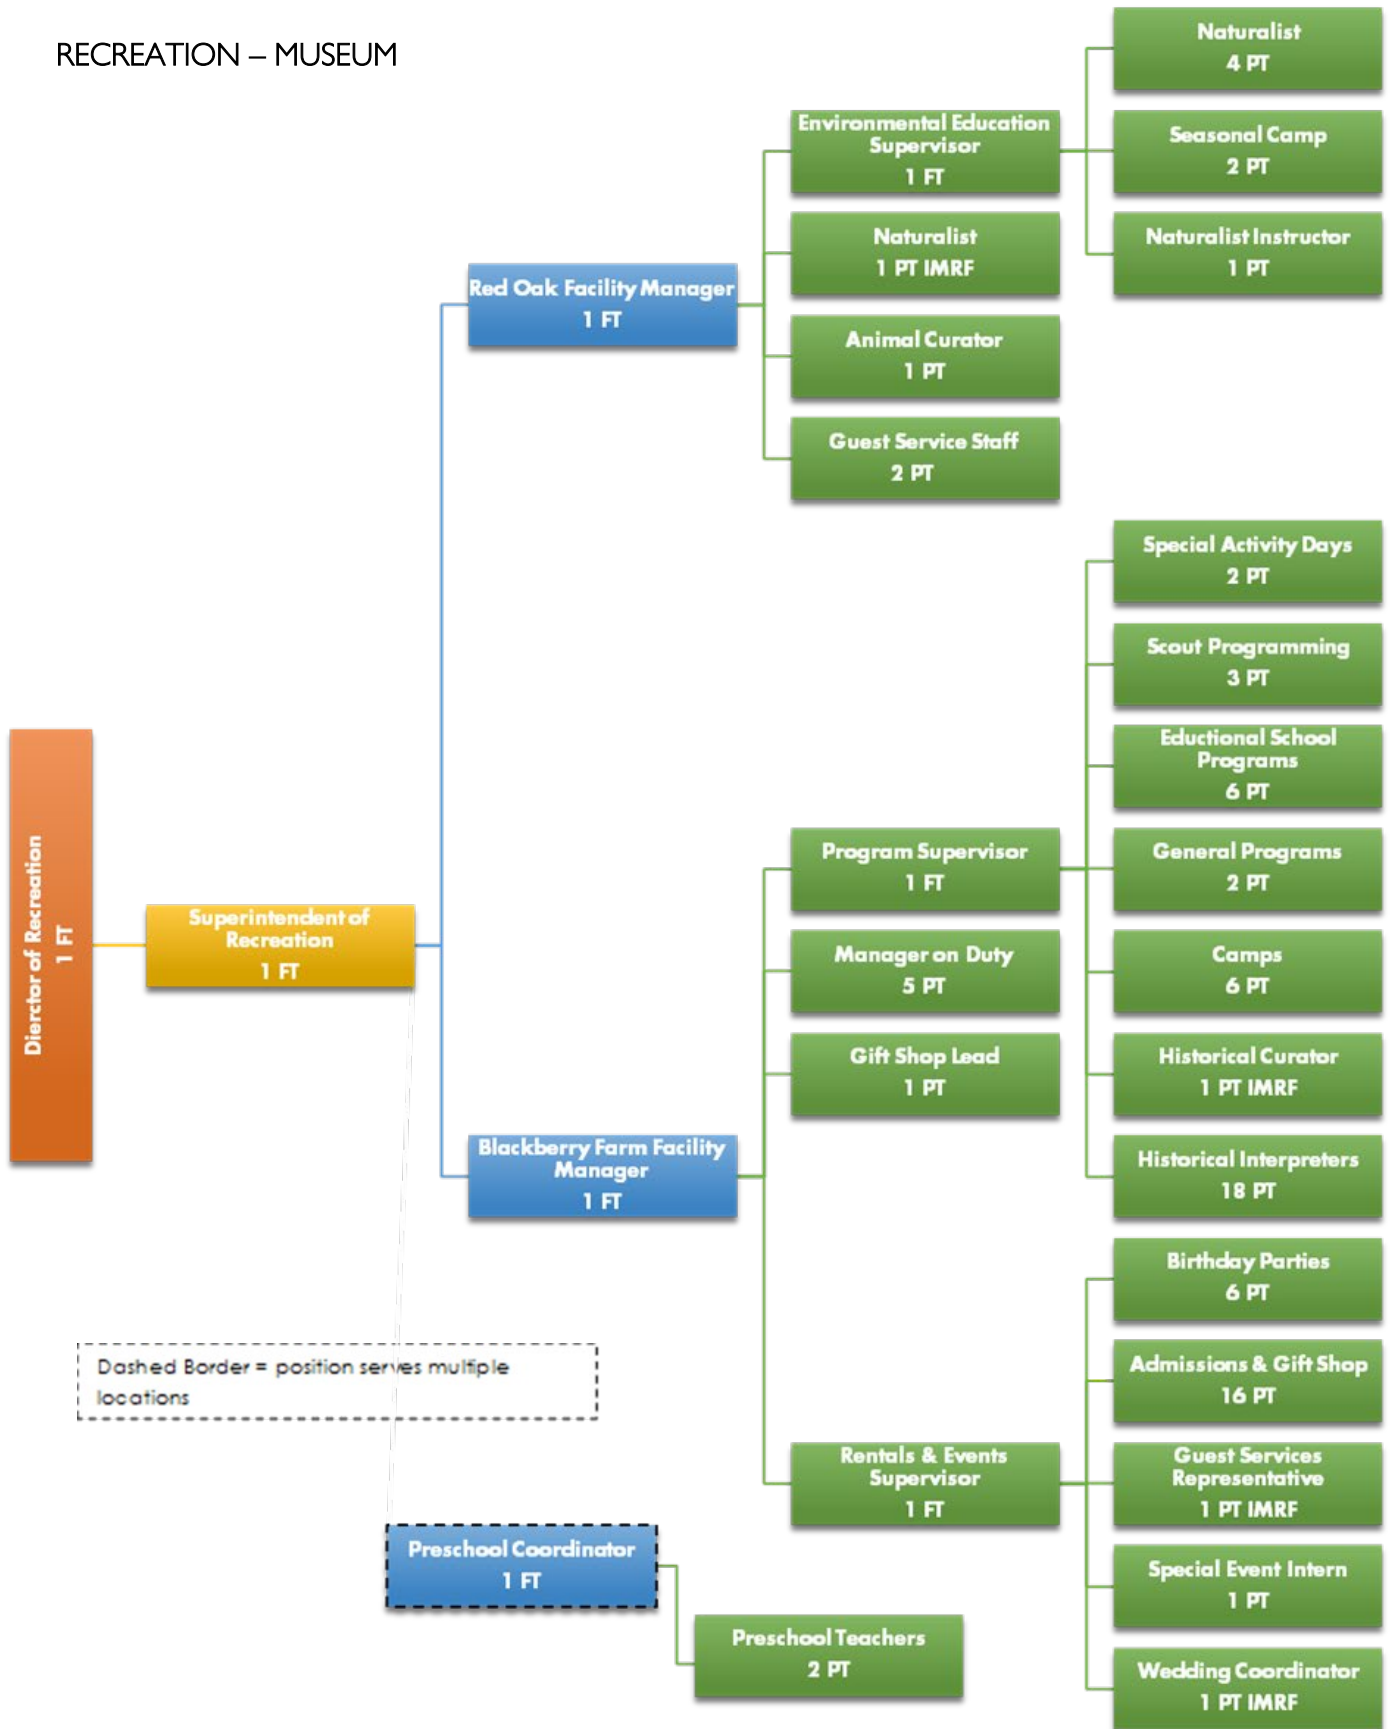 RECREATION – MUSEUM
Dierctor of Recreation
1 FT
Superintendent of
Recreation
1 FT
Red Oak Facility Manager
1 FT
Environmental Education
Supervisor
1 FT
Naturalist
4 PT
Seasonal Camp
2 PT
Naturalist Instructor
1 PT
Naturalist
1 PT IMRF
Animal Curator
1 PT
Guest Service Staff
2 PT
Blackberry Farm Facility
Manager
1 FT
Program Supervisor
1 FT
Special Activity Days
2 PT
Scout Programming
3 PT
Eductional School
Programs
6 PT
General Programs
2 PT
Camps
6 PT
Historical Curator
1 PT IMRF
Historical Interpreters
18 PT
Manager on Duty
5 PT
Gift Shop Lead
1 PT
Rentals & Events
Supervisor
1 FT
Birthday Parties
6 PT
Admissions & Gift Shop
16 PT
Guest Services
Representative
1 PT IMRF
Special Event Intern
1 PT
Wedding Coordinator
1 PT IMRF
Dashed Border = position serves multiple
locations
Preschool Coordinator
1 FT
Preschool Teachers
2 PT